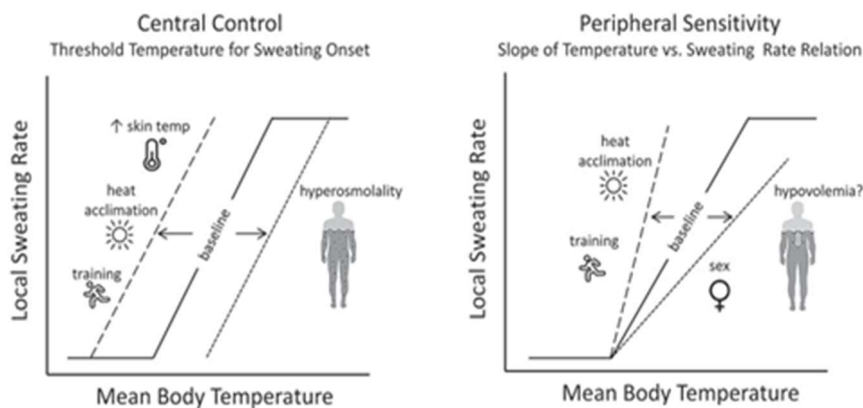 Central Control
Threshold Temperature for Sweating Onset
Local Sweating Rate
↑ skin temp
heat
acclimation
training
baseline
hyperosmolality
Mean Body Temperature
Peripheral Sensitivity
Slope of Temperature vs. Sweating Rate Relation
Local Sweating Rate
heat
acclimation
training
baseline
hypovolemia?
sex
Mean Body Temperature